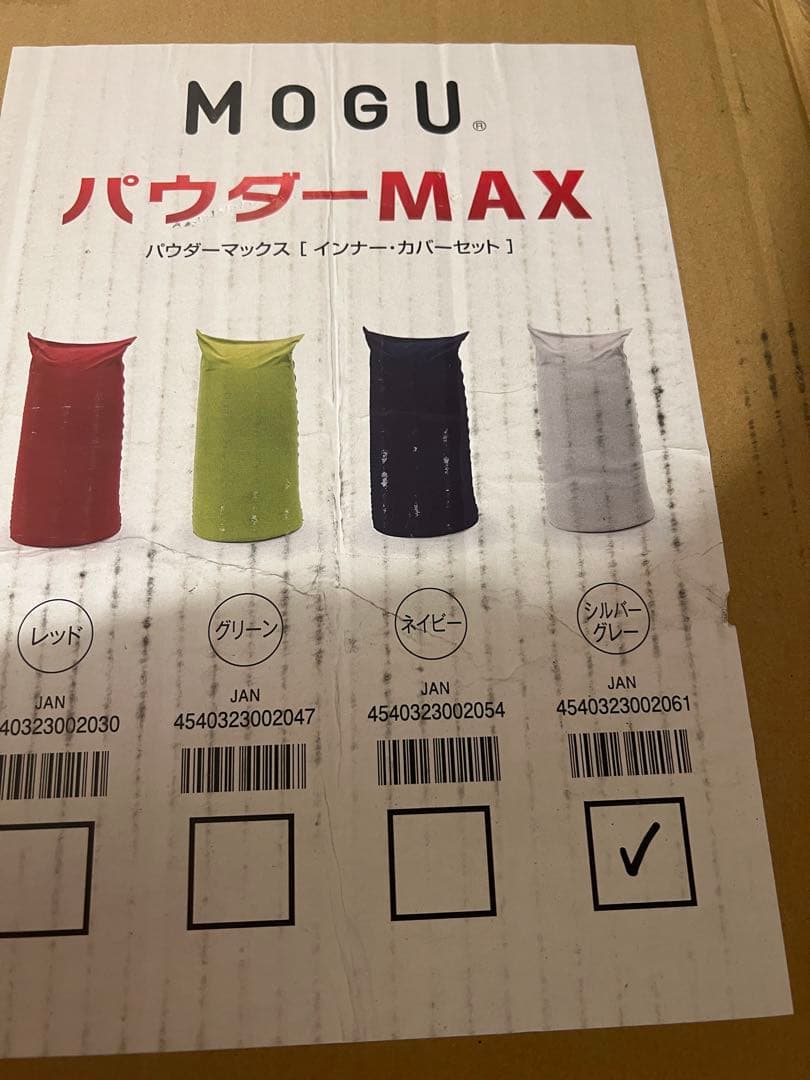 MOGU®
パウダーMAX
パウダーマックス [ インナー・カバーセット ]
レッド
グリーン
ネイビー
シルバー
グレー
JAN
40323002030
JAN
4540323002047
JAN
4540323002054
JAN
4540323002061